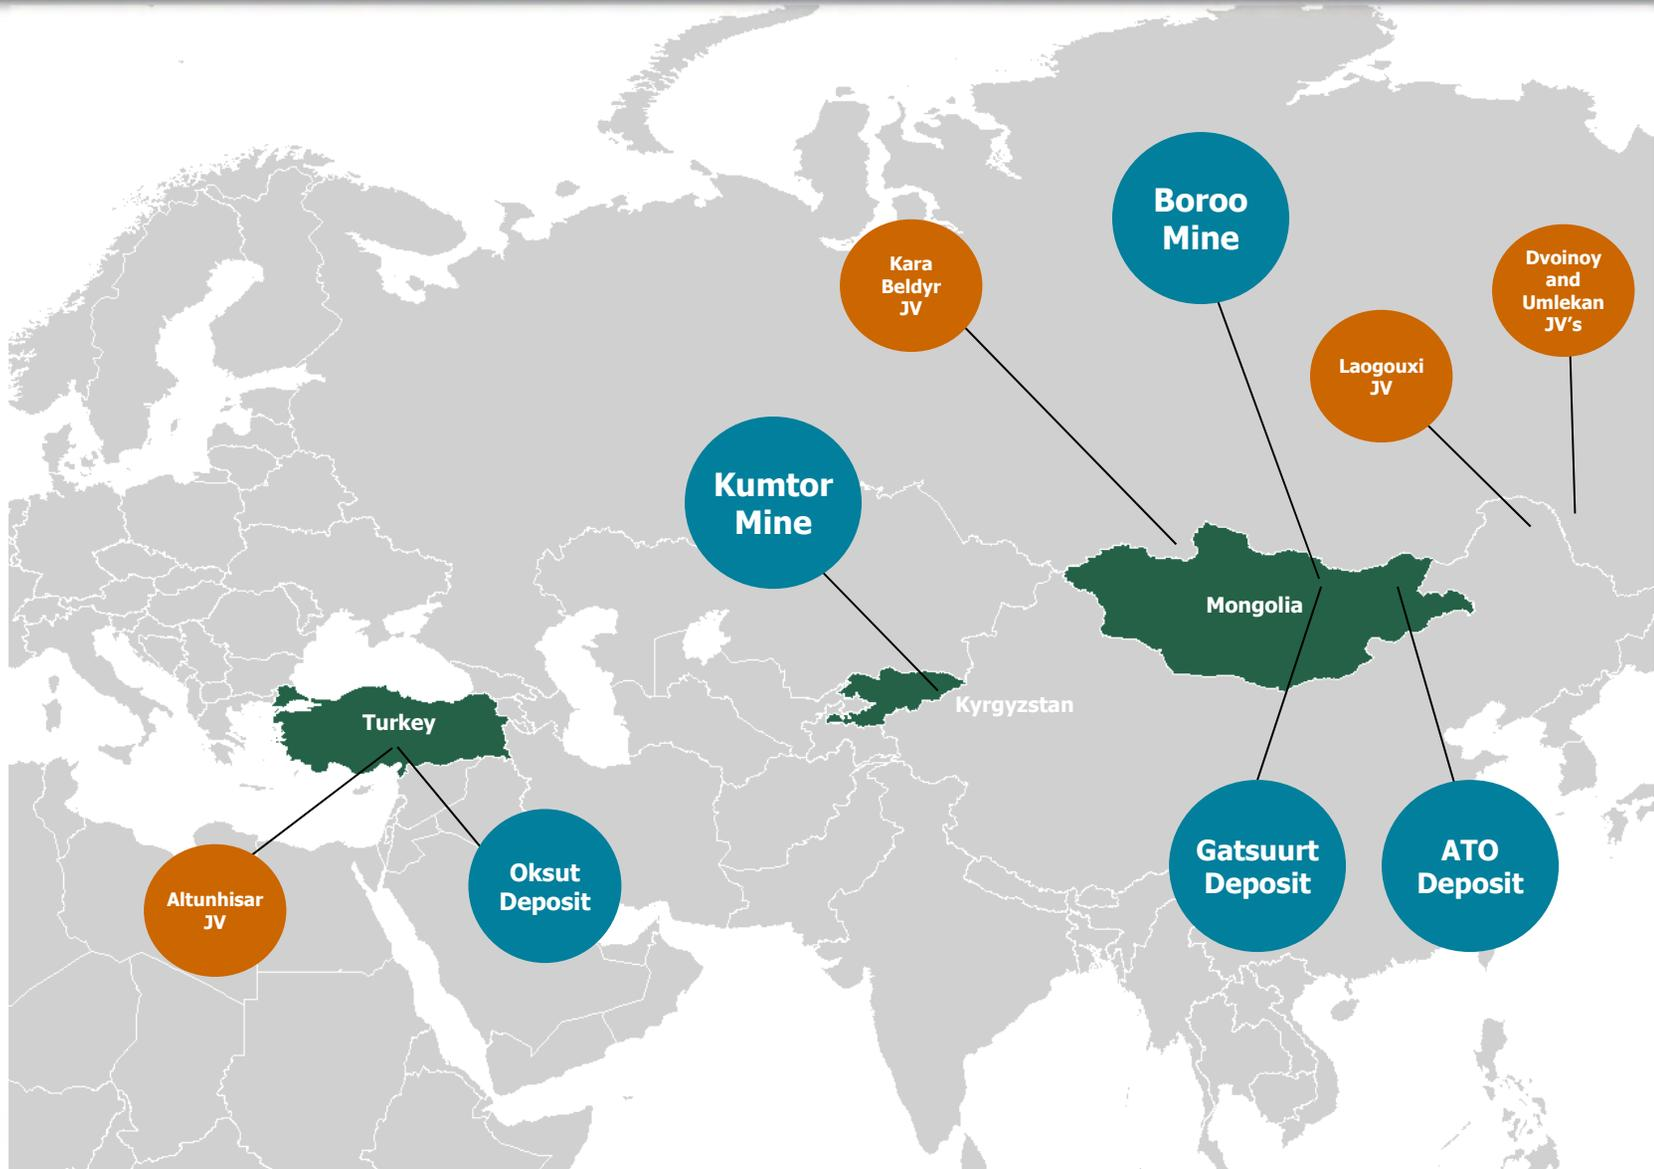 Boroo
Mine
Kara
Beldyr
JV
Dvoinoy
and
Umlekan
JV's
Laogouxi
JV
Kumtor
Mine
Mongolia
Kyrgyzstan
Turkey
Altunhisar
JV
Oksut
Deposit
Gatsuurt
Deposit
ATO
Deposit